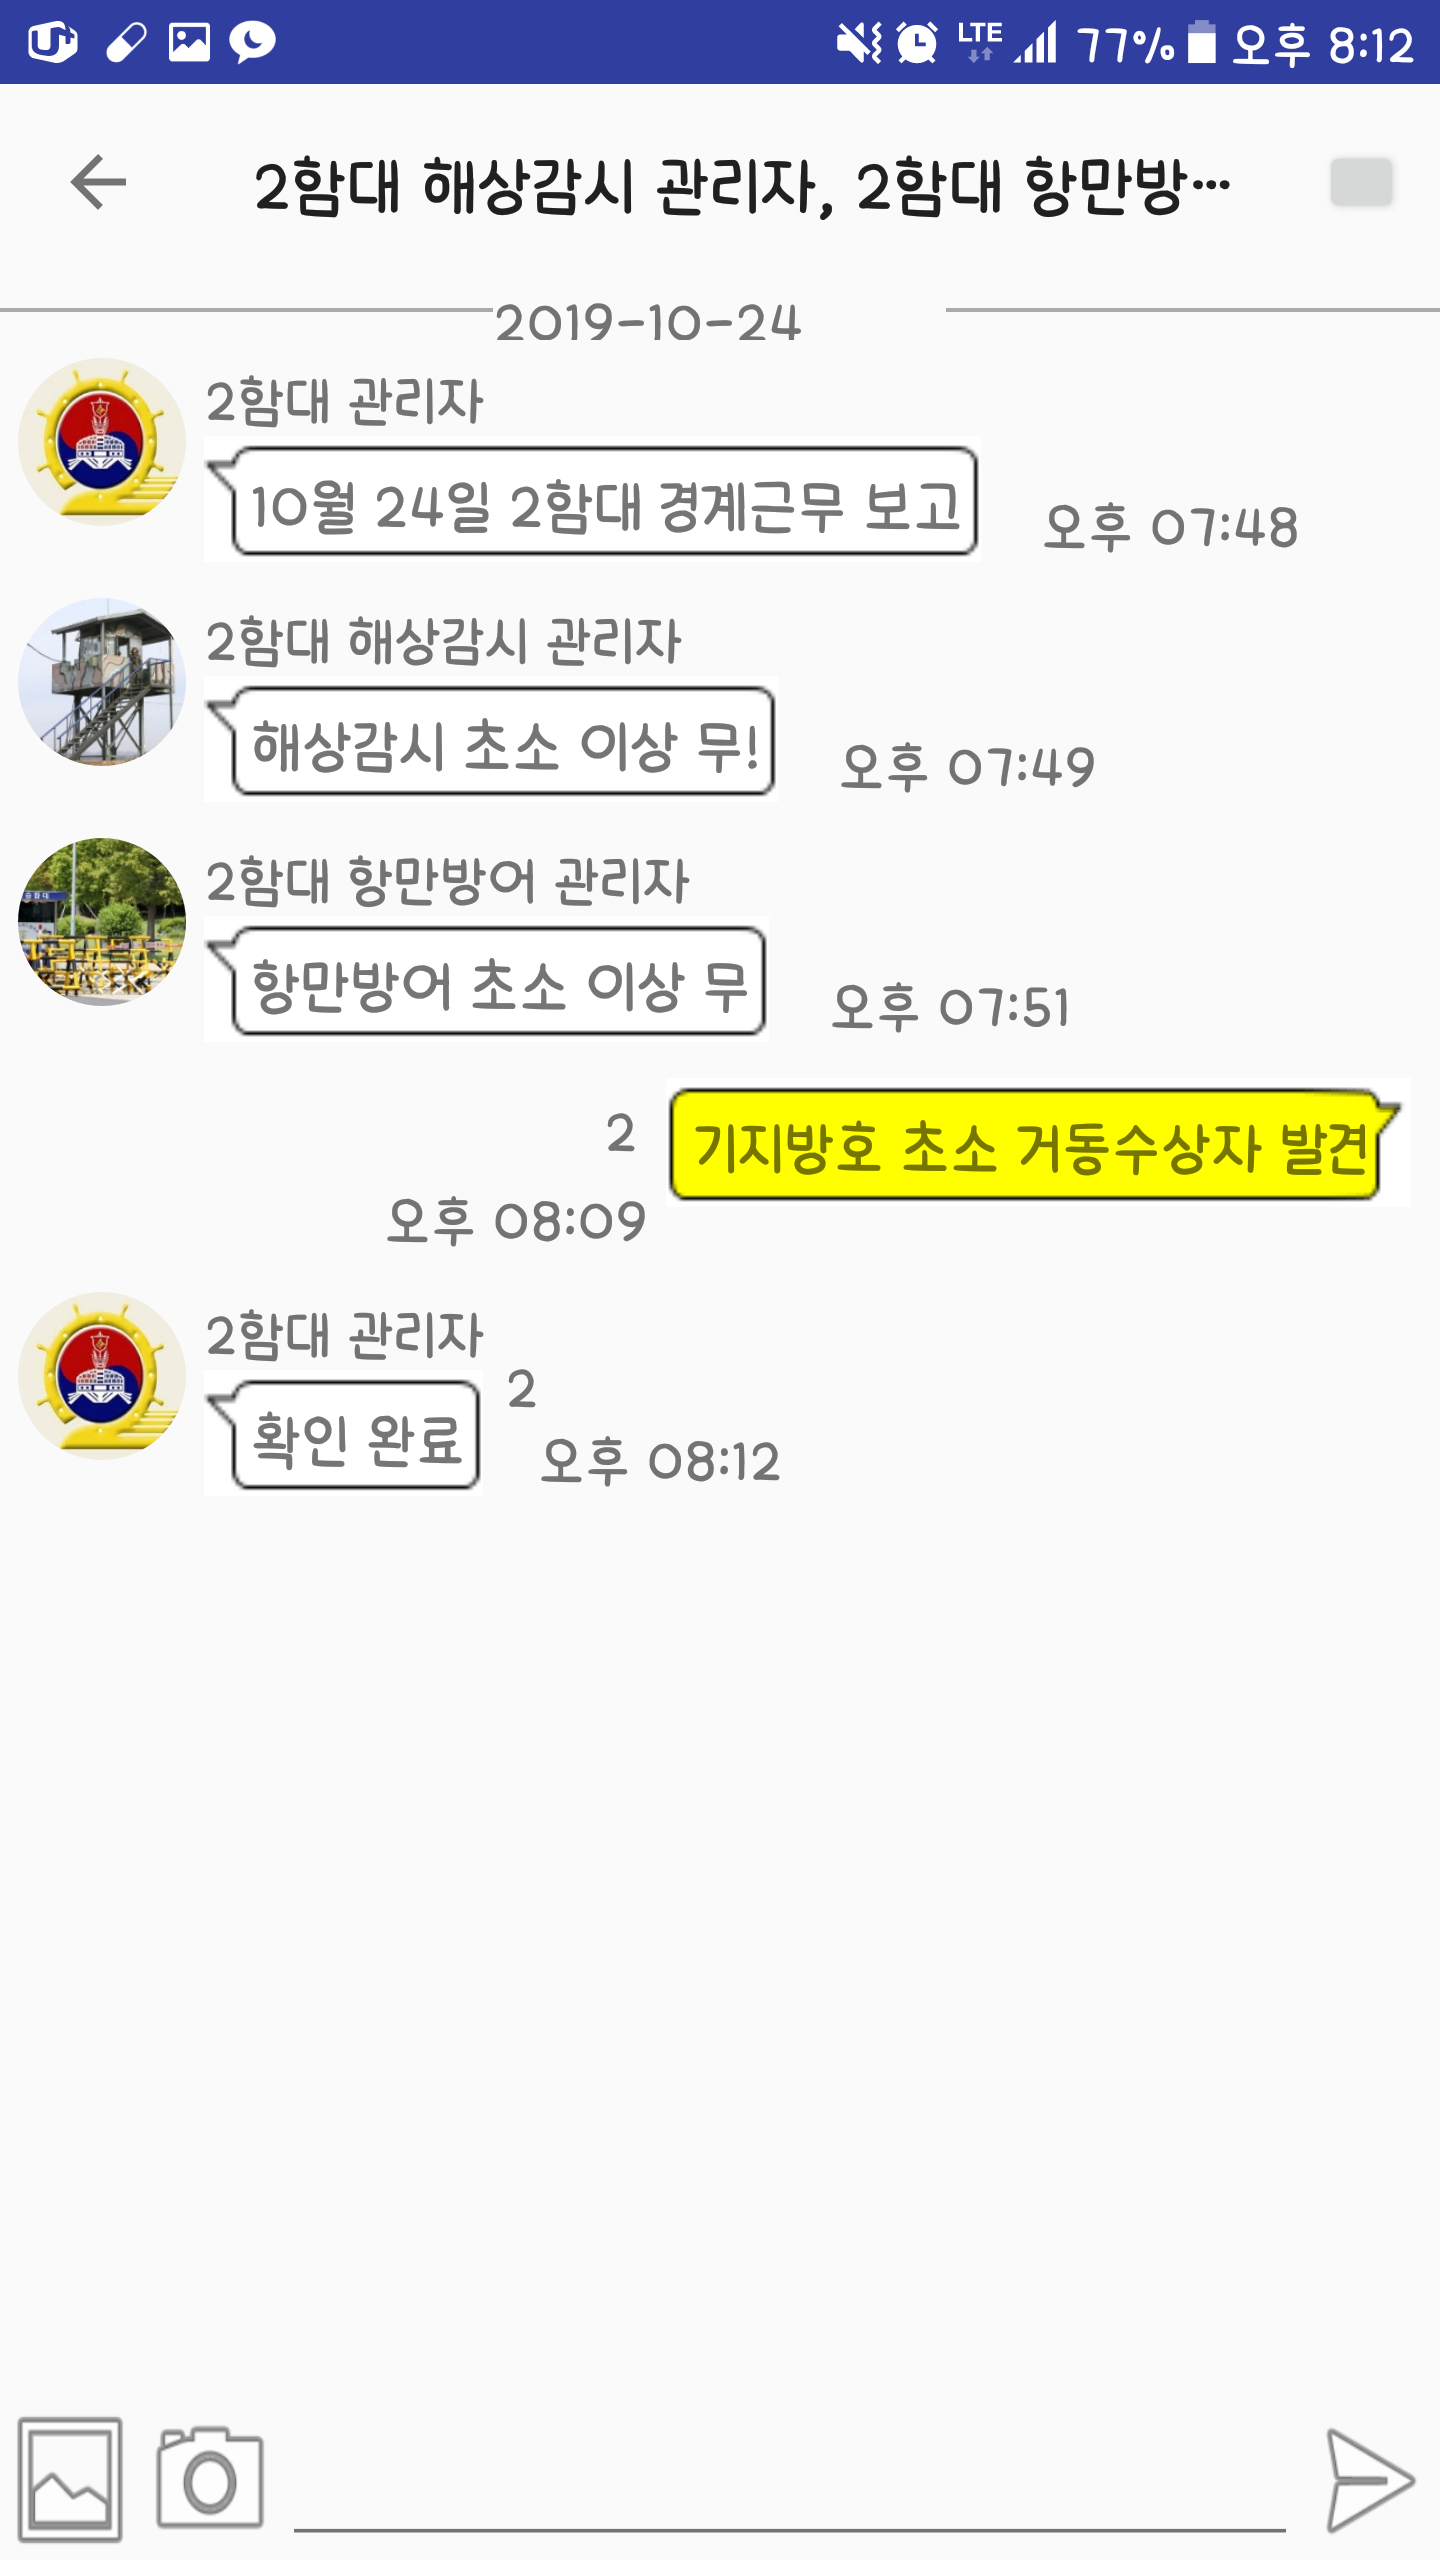 LTE 77% 오후 8:12
2함대 해상감시 관리자, 2함대 항만방…
2019-10-24
2함대 관리자
10월 24일 2함대 경계근무 보고
오후 07:48
2함대 해상감시 관리자
해상감시 초소 이상 무!
오후 07:49
2함대 항만방어 관리자
항만방어 초소 이상 무
오후 07:51
2
기지방호 초소 거동수상자 발견
오후 08:09
2함대 관리자
2
확인 완료
오후 08:12